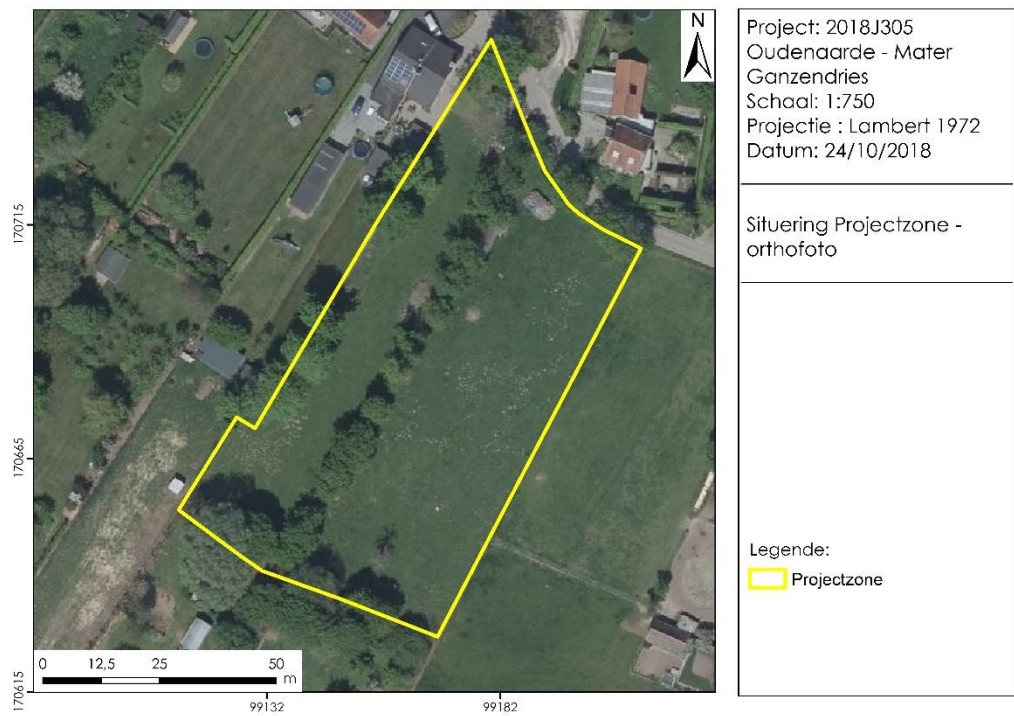 N
170715
170665
170615
0 12,5 25 50
m
99132 99182
Project: 2018J305
Oudenaarde - Mater
Ganzendries
Schaal: 1:750
Projectie : Lambert 1972
Datum: 24/10/2018
Situering Projectzone -
orthofoto
Legende:
Projectzone